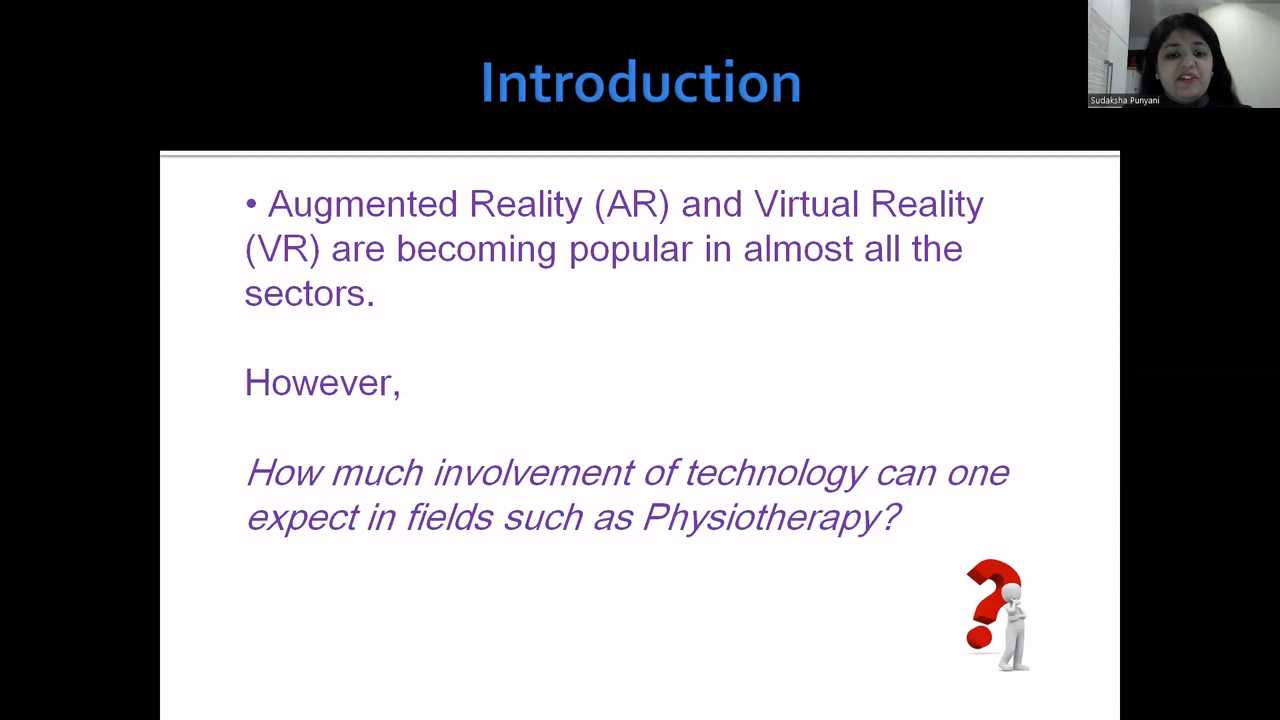 Introduction
Sudaksha Punyani
• Augmented Reality (AR) and Virtual Reality
(VR) are becoming popular in almost all the
sectors.
However,
How much involvement of technology can one
expect in fields such as Physiotherapy?